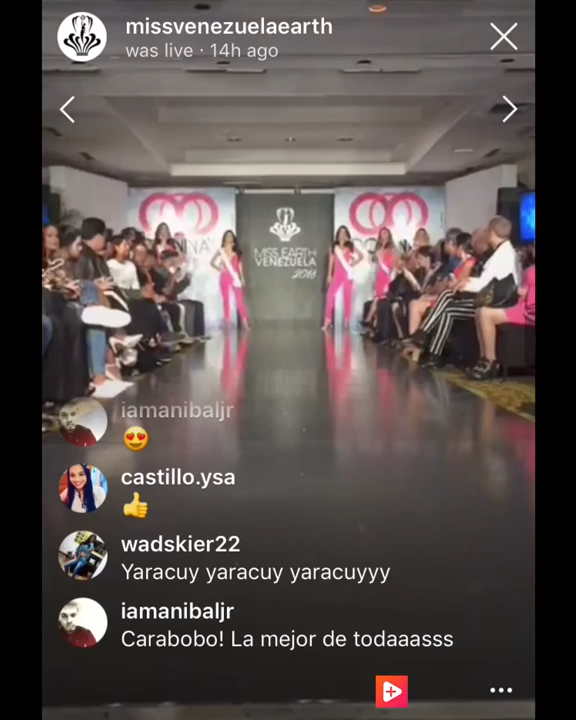 missvenezuelaearth
was live · 14h ago
MISS EARTH
VENEZUELA
2018
iamanibaljr
😍
castillo.ysa
👍
wadskier22
Yaracuy yaracuy yaracuyyy
iamanibaljr
Carabobo! La mejor de todaaasss